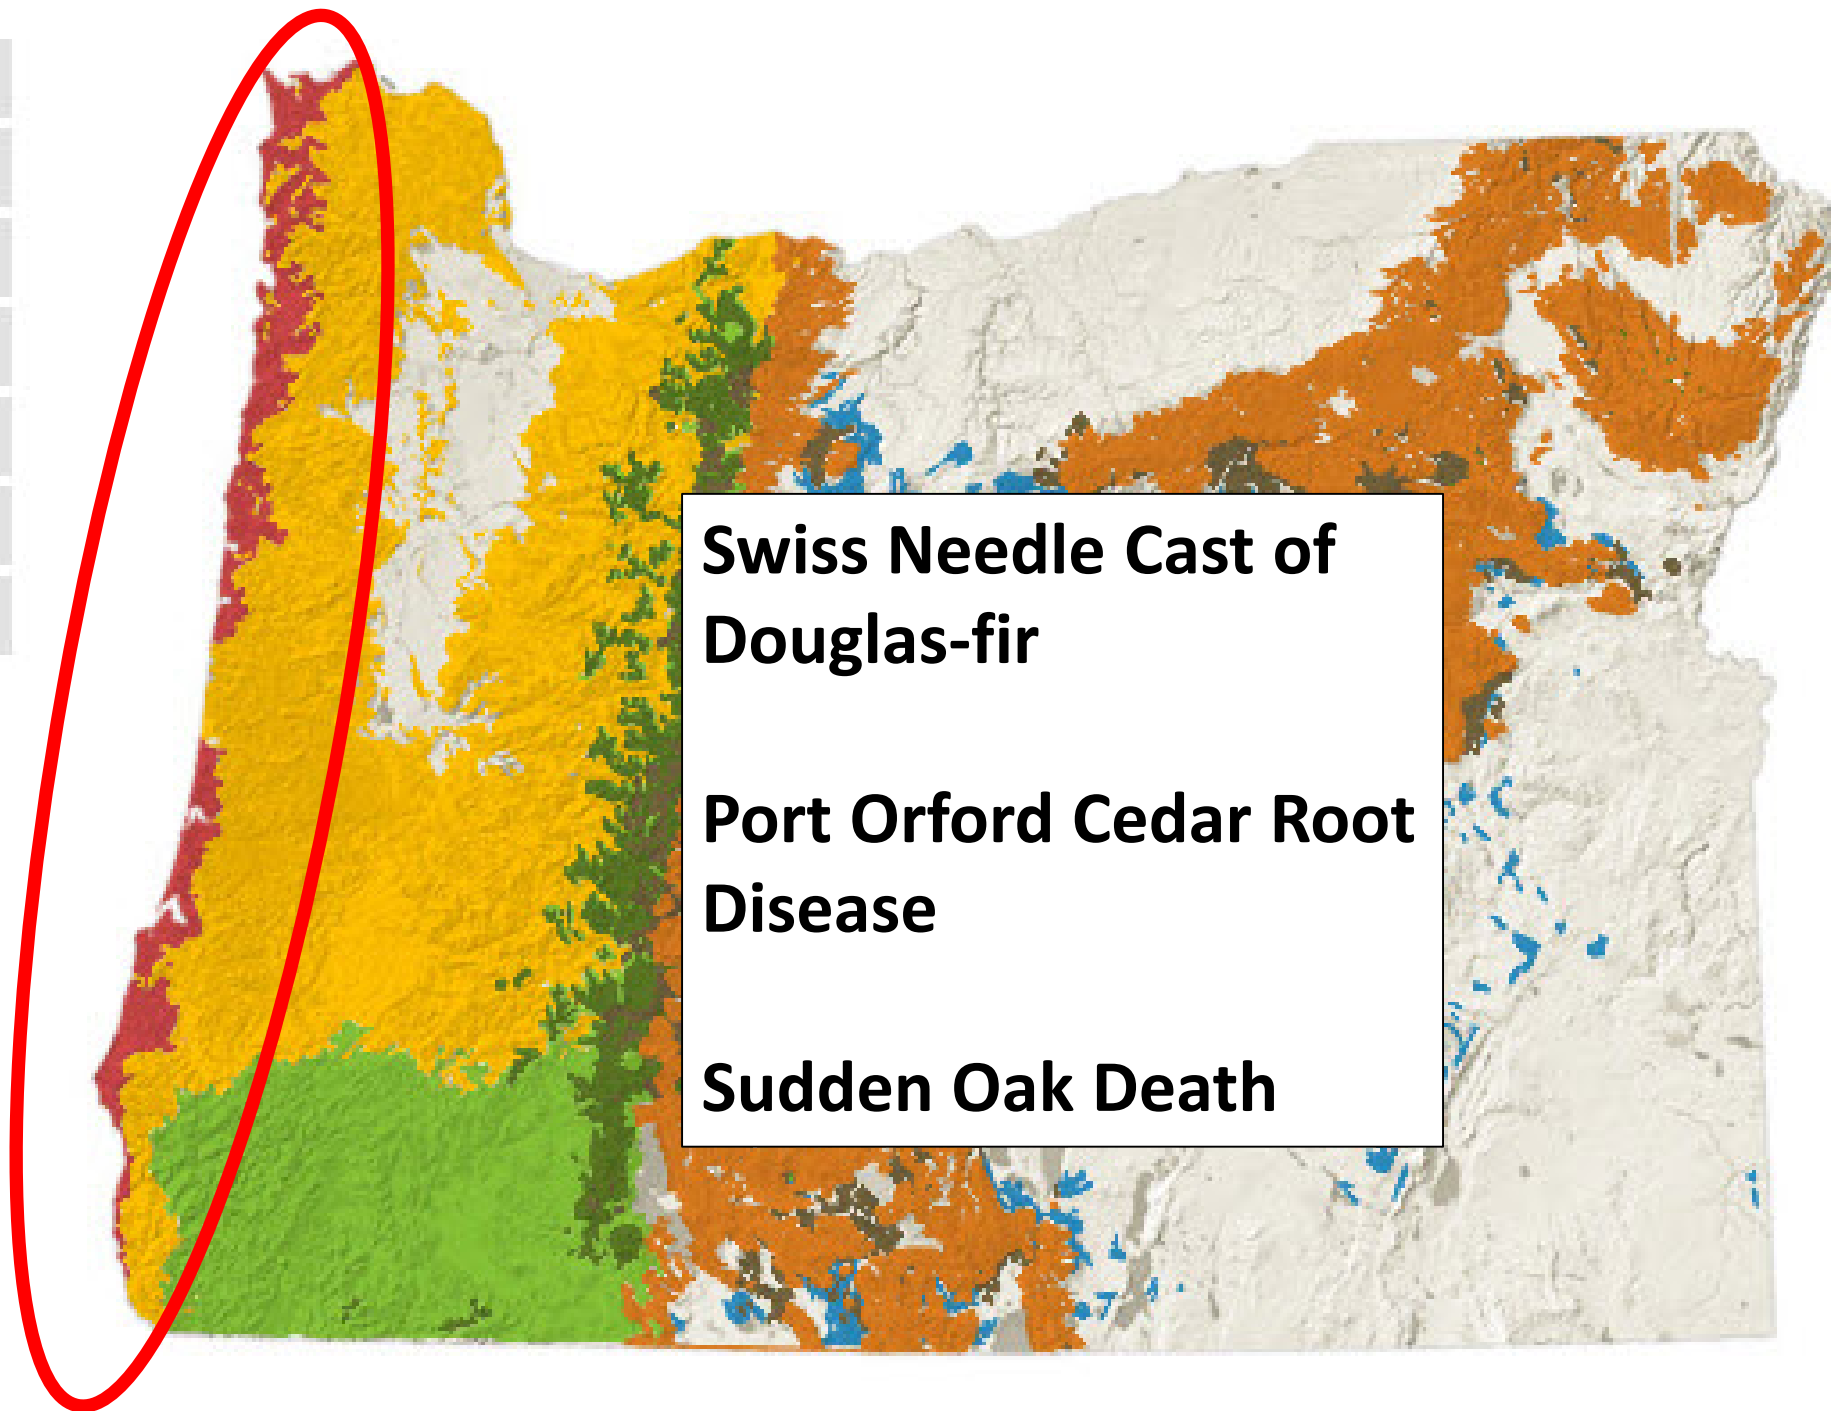 Swiss Needle Cast of
Douglas-fir
Port Orford Cedar Root
Disease
Sudden Oak Death